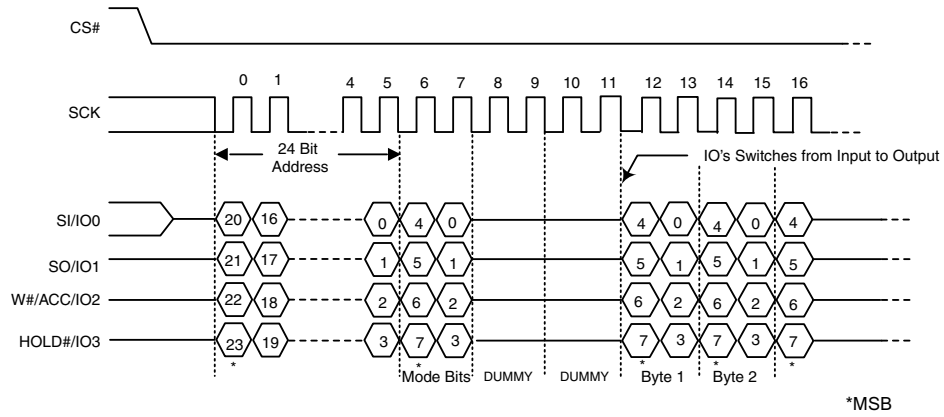 CS#
0 1 4 5 6 7 8 9 10 11 12 13 14 15 16
SCK
24 Bit
Address
IO's Switches from Input to Output
SI/IO0 20 16 0 4 0 4 0 4 0 4
SO/IO1 21 17 1 5 1 5 1 5 1 5
W#/ACC/IO2 22 18 2 6 2 6 2 6 2 6
HOLD#/IO3 23 19 3 7 3 7 3 7 3 7
* * * * *
Mode Bits DUMMY DUMMY Byte 1 Byte 2
*MSB